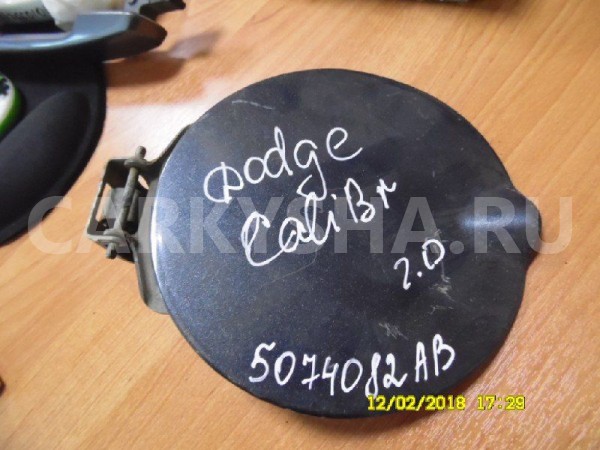 Dodge
CaliBr
2.0
CARKYSHA.RU
5074082AB
12/02/2018 17:29